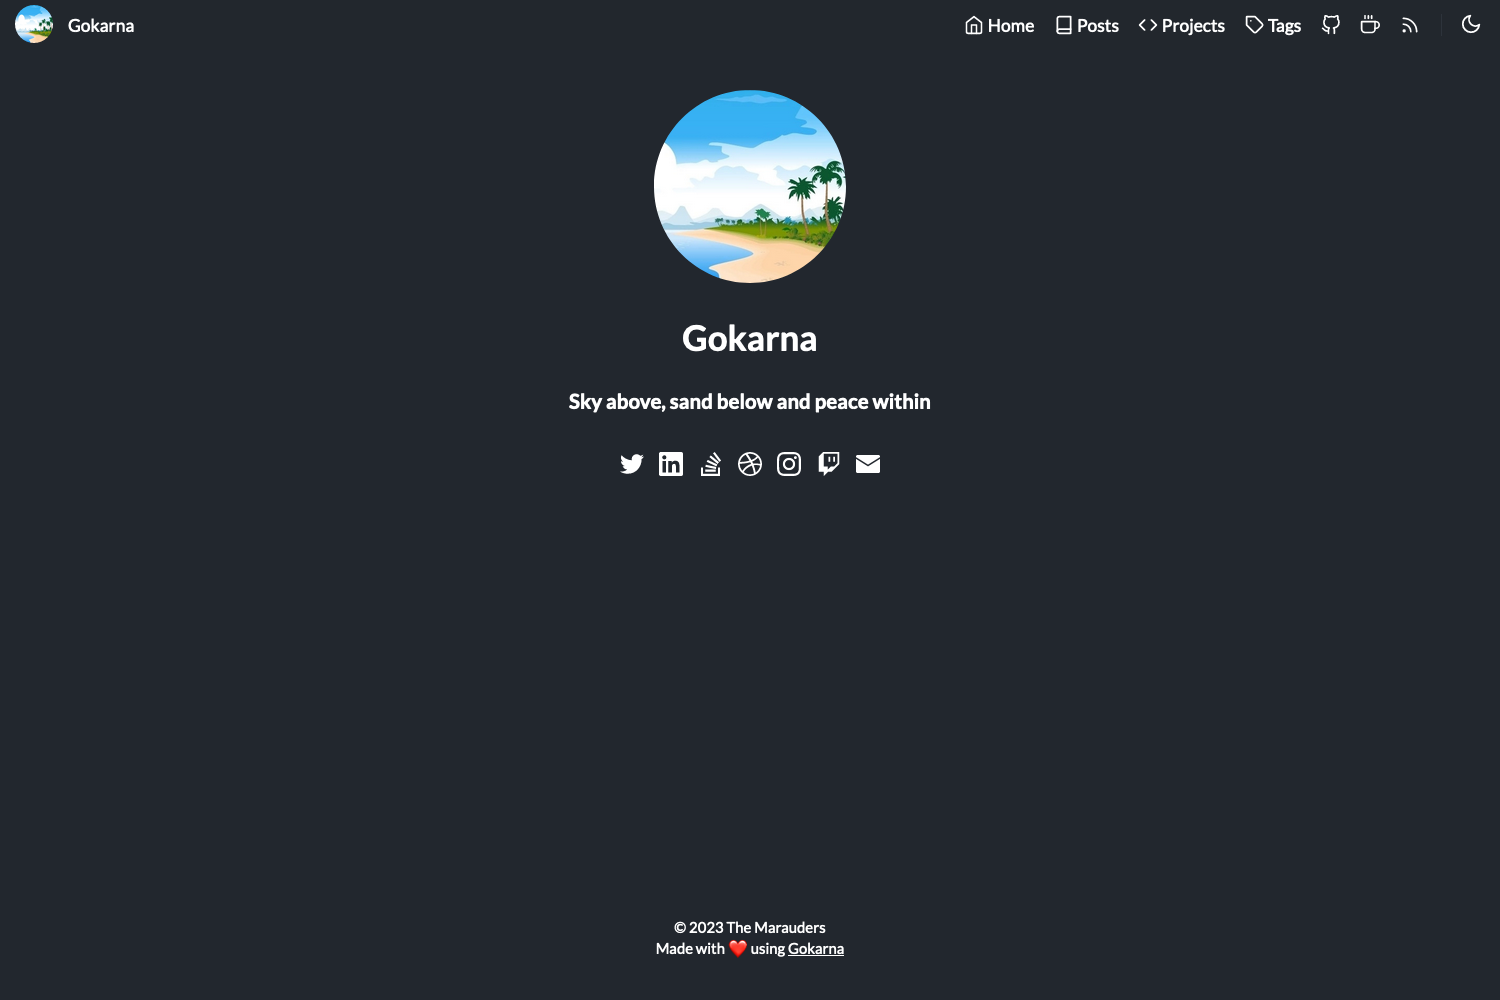 Gokarna
Home Posts Projects Tags
Gokarna
Sky above, sand below and peace within
© 2023 The Marauders
Made with ❤️ using Gokarna